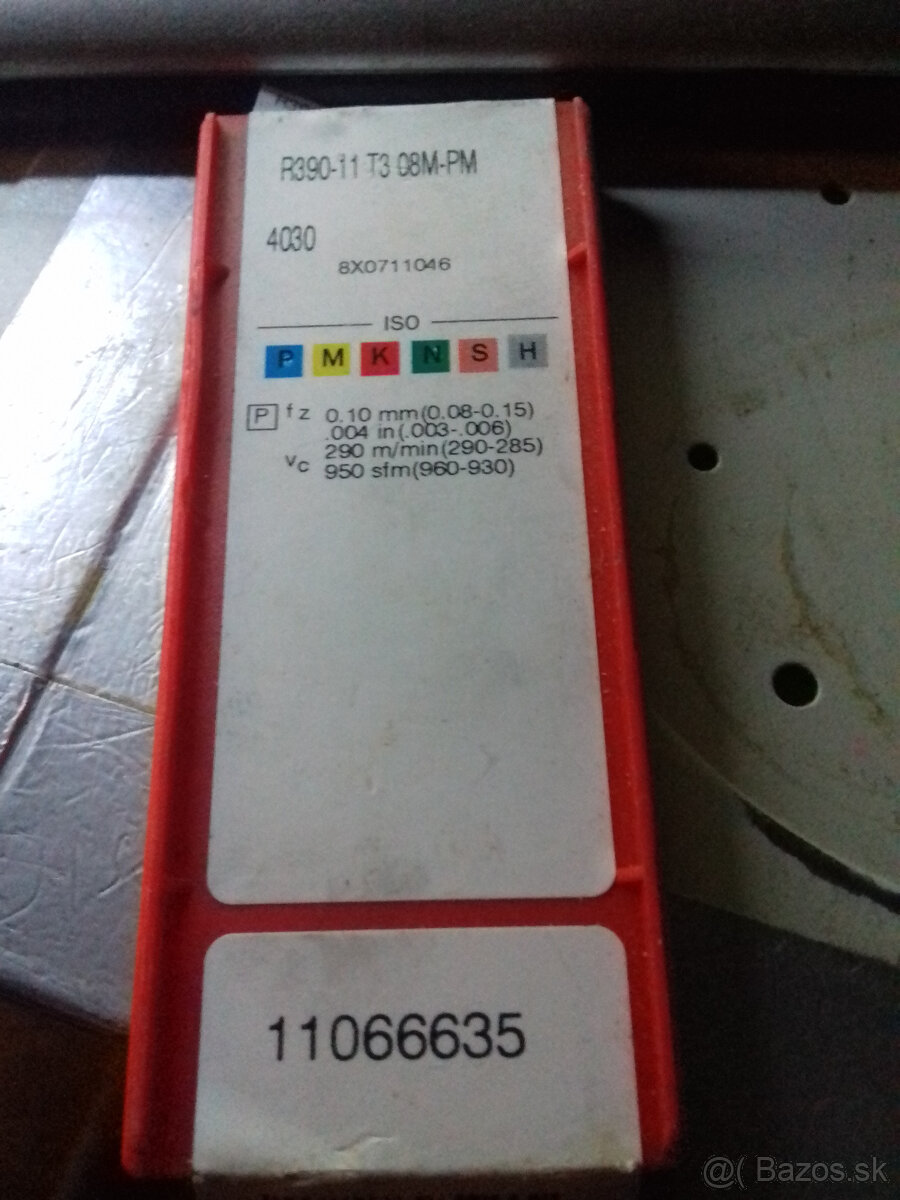 R390-11 T3 08M-PM
4030
8X0711046
ISO
P M K N S H
P fz 0.10 mm(0.08-0.15)
.004 in(.003-.006)
vc 290 m/min(290-285)
950 sfm(960-930)
11066635
@( Bazos.sk